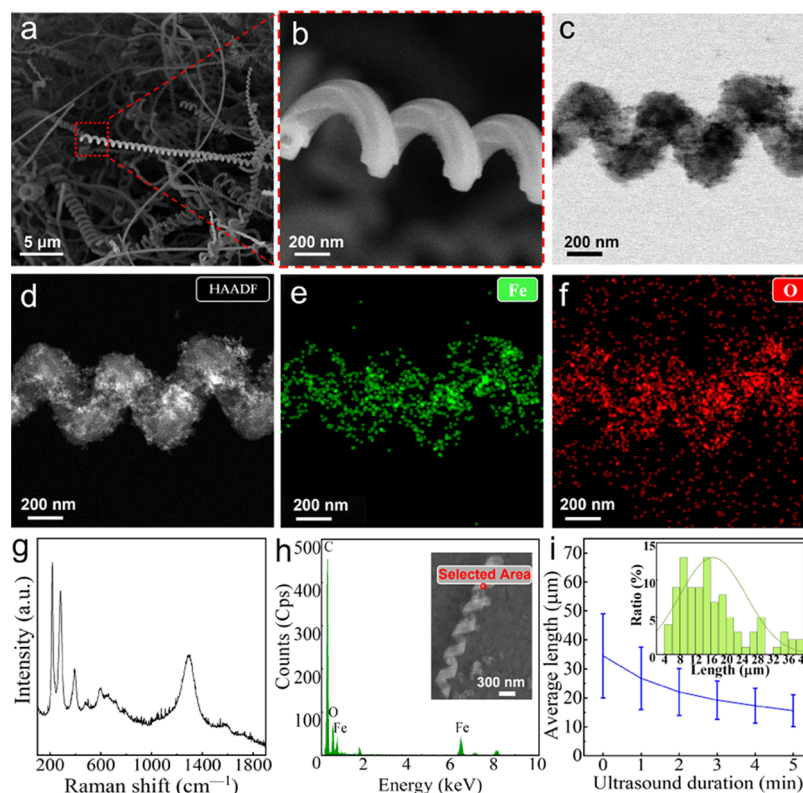 a
5 μm
b
200 nm
c
200 nm
d
HAADF
200 nm
e
Fe
200 nm
f
O
200 nm
g
Intensity (a.u.)
100 600 1400 1800
Raman shift (cm—1)
h
500
400
300
200
100
0
Counts (Cps)
C
O
Fe
Fe
Selected Area
300 nm
0 2 4 6 8 10
Energy (keV)
i
70
60
50
40
30
20
10
0
Average length (μm)
15
10
5
0
Ratio (%)
4 8 12 16 20 24 28 32 36 4
Length (μm)
0 1 2 3 4 5
Ultrasound duration (min)